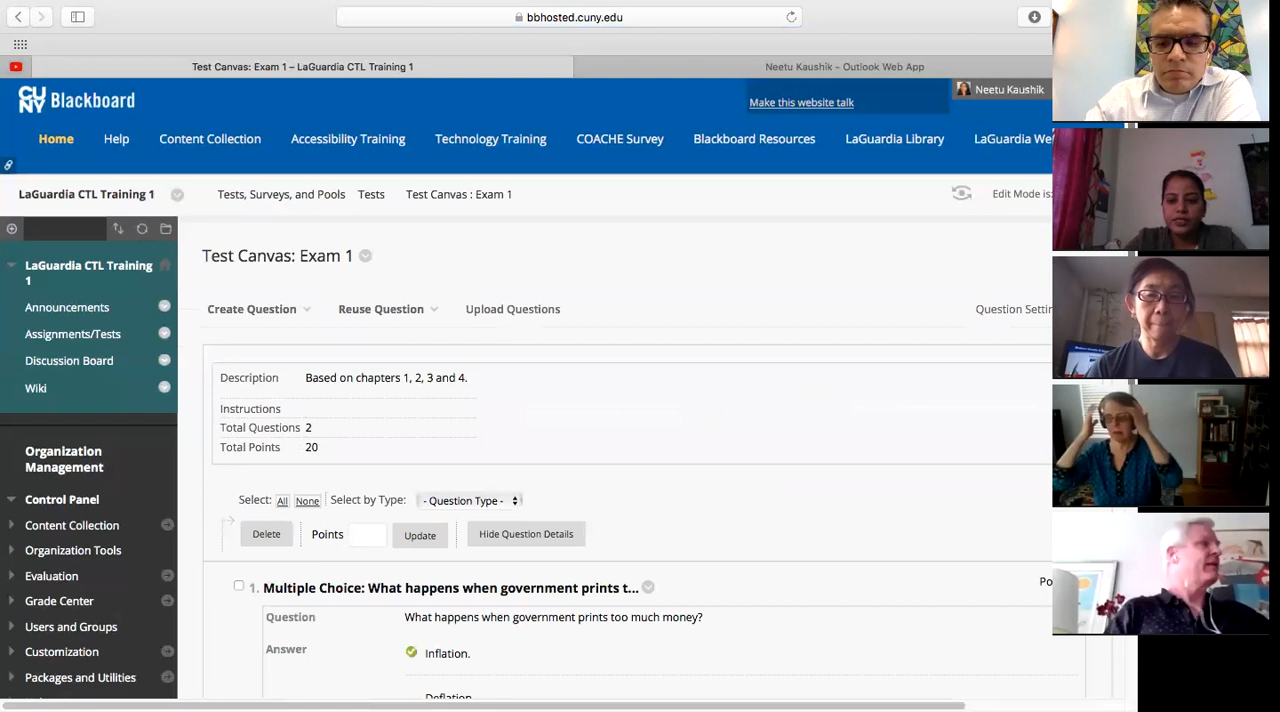 bbhosted.cuny.edu
Test Canvas: Exam 1 – LaGuardia CTL Training 1
Neetu Kaushik - Outlook Web App
CU NY Blackboard
Make this website talk
Neetu Kaushik
Home Help Content Collection Accessibility Training Technology Training COACHE Survey Blackboard Resources LaGuardia Library LaGuardia We
LaGuardia CTL Training 1
Tests, Surveys, and Pools Tests Test Canvas : Exam 1
Edit Mode is:
LaGuardia CTL Training
1
Announcements
Assignments/Tests
Discussion Board
Wiki
Organization
Management
Control Panel
Content Collection
Organization Tools
Evaluation
Grade Center
Users and Groups
Customization
Packages and Utilities
Test Canvas: Exam 1
Create Question Reuse Question Upload Questions
Question Settin
Description Based on chapters 1, 2, 3 and 4.
Instructions
Total Questions 2
Total Points 20
Select: All None Select by Type: - Question Type -
Delete Points Update Hide Question Details
1. Multiple Choice: What happens when government prints t...
Po
Question What happens when government prints too much money?
Answer Inflation.
Deflation